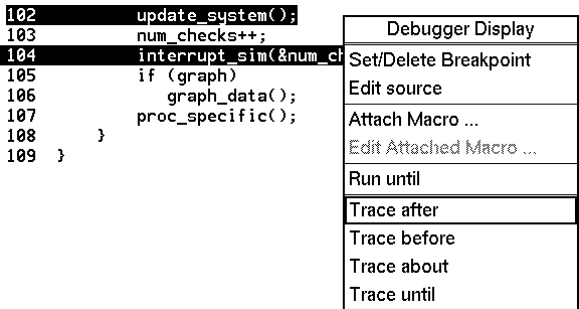 102 update_system();
103 num_checks++;
104 interrupt_sim(&num_ch
105 if (graph)
106 graph_data();
107 proc_specific();
108 }
109 }
Debugger Display
Set/Delete Breakpoint
Edit source
Attach Macro ...
Edit Attached Macro ...
Run until
Trace after
Trace before
Trace about
Trace until